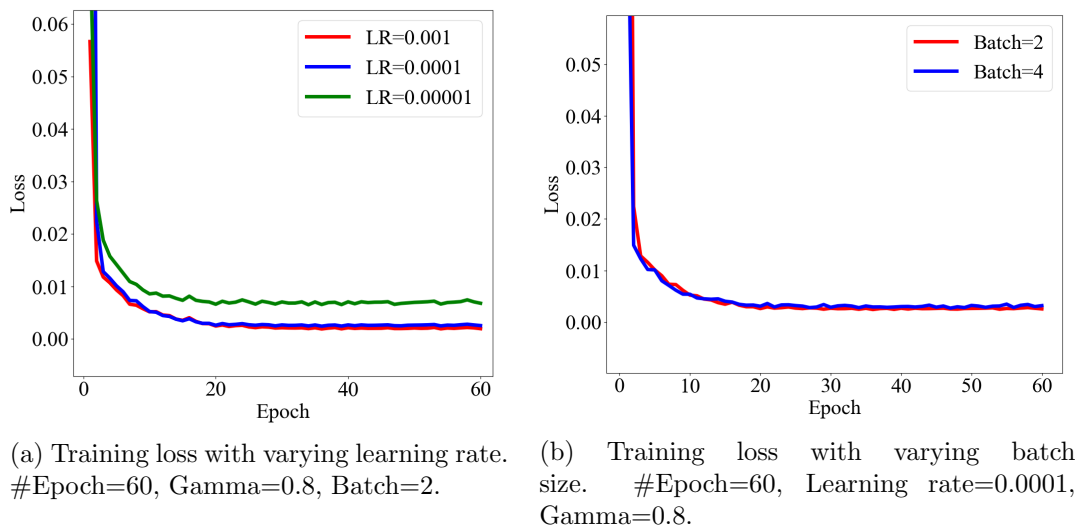 0.06
0.05
0.04
0.03
0.02
0.01
0.00
Loss
LR=0.001
LR=0.0001
LR=0.00001
0
20
40
60
Epoch
(a) Training loss with varying learning rate.
#Epoch=60, Gamma=0.8, Batch=2.
0.05
0.04
0.03
0.02
0.01
0.00
Loss
Batch=2
Batch=4
0
10
20
30
40
50
60
Epoch
(b) Training loss with varying batch
size. #Epoch=60, Learning rate=0.0001,
Gamma=0.8.